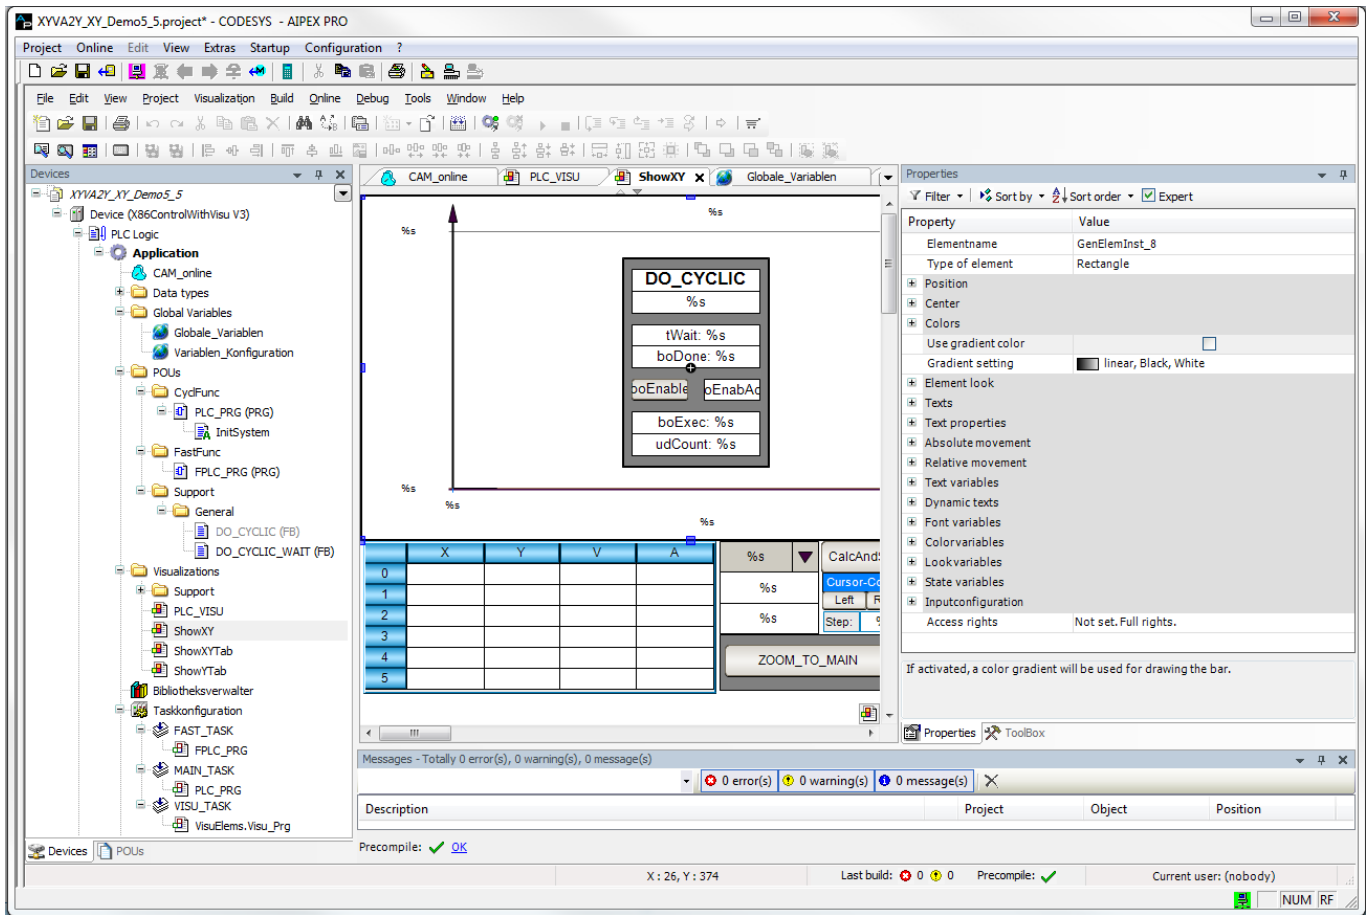 XYVA2Y_XY_Demo5_5.project* - CODESYS - AIPEX PRO
Project Online Edit View Extras Startup Configuration ?
File Edit View Project Visualization Build Online Debug Tools Window Help
Devices
XYVA2Y_XY_Demo5_5
Device (X86ControlWithVisu V3)
PLC Logic
Application
CAM_online
Data types
Global Variables
Globale_Variablen
Variablen_Konfiguration
POUs
CyclFunc
PLC_PRG (PRG)
InitSystem
FastFunc
FPLC_PRG (PRG)
Support
General
DO_CYCLIC (FB)
DO_CYCLIC_WAIT (FB)
Visualizations
Support
PLC_VISU
ShowXY
ShowXYTab
ShowYTab
Bibliotheksverwalter
Taskkonfiguration
FAST_TASK
FPLC_PRG
MAIN_TASK
PLC_PRG
VISU_TASK
VisuElems.Visu_Prg
Devices POUs
CAM_online PLC_VISU ShowXY X Globale_Variablen
%s
%s
DO_CYCLIC
%s
tWait: %s
boDone: %s
boEnable oEnabAc
boExec: %s
udCount: %s
%s
%s
%s
X Y V A
0
1
2
3
4
5
%s CalcAndS
%s Cursor-Co
Left R
%s Step: %
ZOOM_TO_MAIN
Properties
Filter Sort by Sort order Expert
Property Value
Elementname GenElemInst_8
Type of element Rectangle
Position
Center
Colors
Use gradient color
Gradient setting linear, Black, White
Element look
Texts
Text properties
Absolute movement
Relative movement
Text variables
Dynamic texts
Font variables
Colorvariables
Lookvariables
State variables
Inputconfiguration
Access rights Not set. Full rights.
If activated, a color gradient will be used for drawing the bar.
Properties ToolBox
Messages - Totally 0 error(s), 0 warning(s), 0 message(s)
0 error(s) 0 warning(s) 0 message(s)
Description Project Object Position
Precompile: OK
X : 26, Y : 374 Last build: 0 0 Precompile: Current user: (nobody)
NUM RF